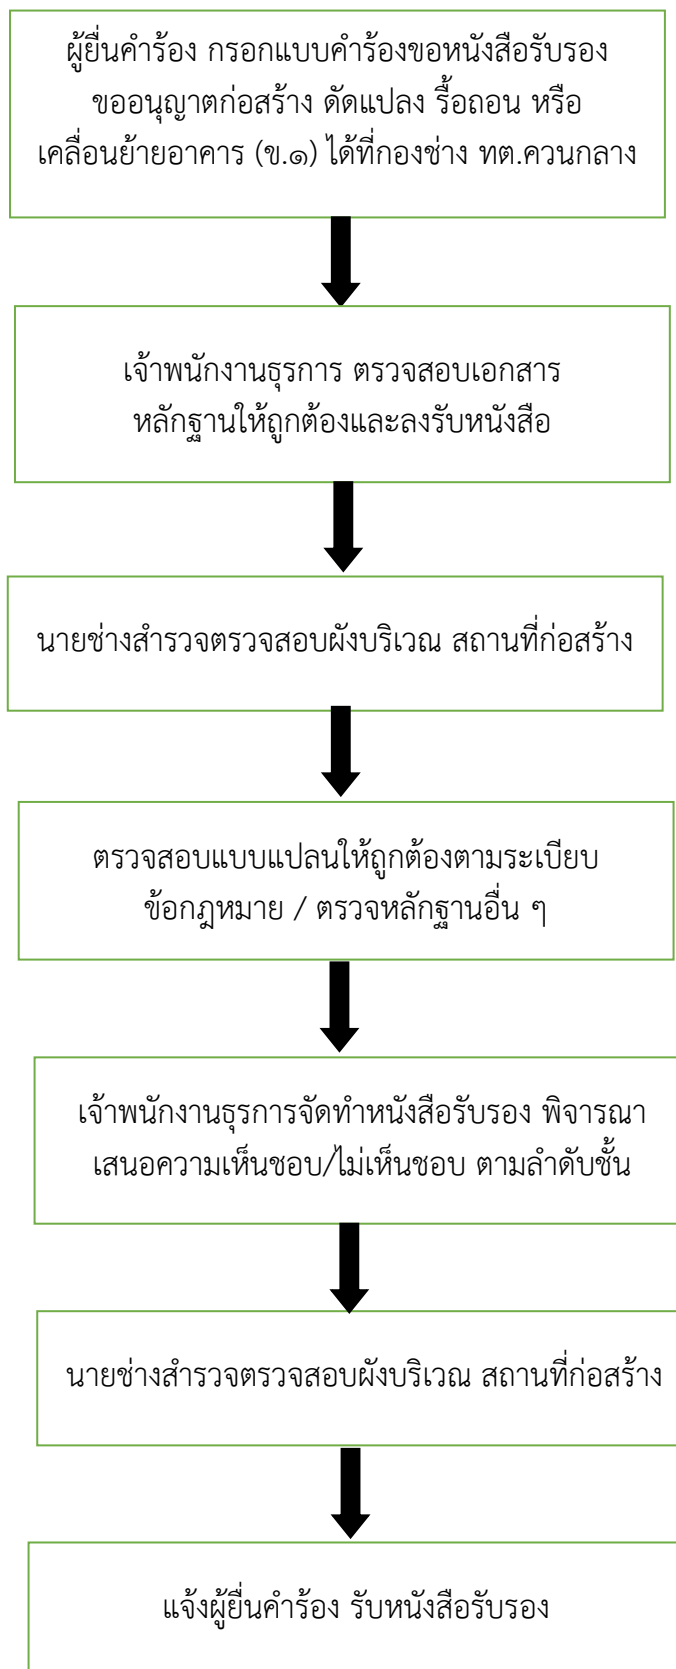 ผู้ยื่นคำร้อง กรอกแบบคำร้องขอหนังสือรับรอง
ขออนุญาตก่อสร้าง ดัดแปลง รื้อถอน หรือ
เคลื่อนย้ายอาคาร (ข.๑) ได้ที่กองช่าง ทต.ควนกลาง
เจ้าพนักงานธุรการ ตรวจสอบเอกสาร
หลักฐานให้ถูกต้องและลงรับหนังสือ
นายช่างสำรวจตรวจสอบผังบริเวณ สถานที่ก่อสร้าง
ตรวจสอบแบบแปลนให้ถูกต้องตามระเบียบ
ข้อกฎหมาย / ตรวจหลักฐานอื่น ๆ
เจ้าพนักงานธุรการจัดทำหนังสือรับรอง พิจารณา
เสนอความเห็นชอบ/ไม่เห็นชอบ ตามลำดับชั้น
นายช่างสำรวจตรวจสอบผังบริเวณ สถานที่ก่อสร้าง
แจ้งผู้ยื่นคำร้อง รับหนังสือรับรอง